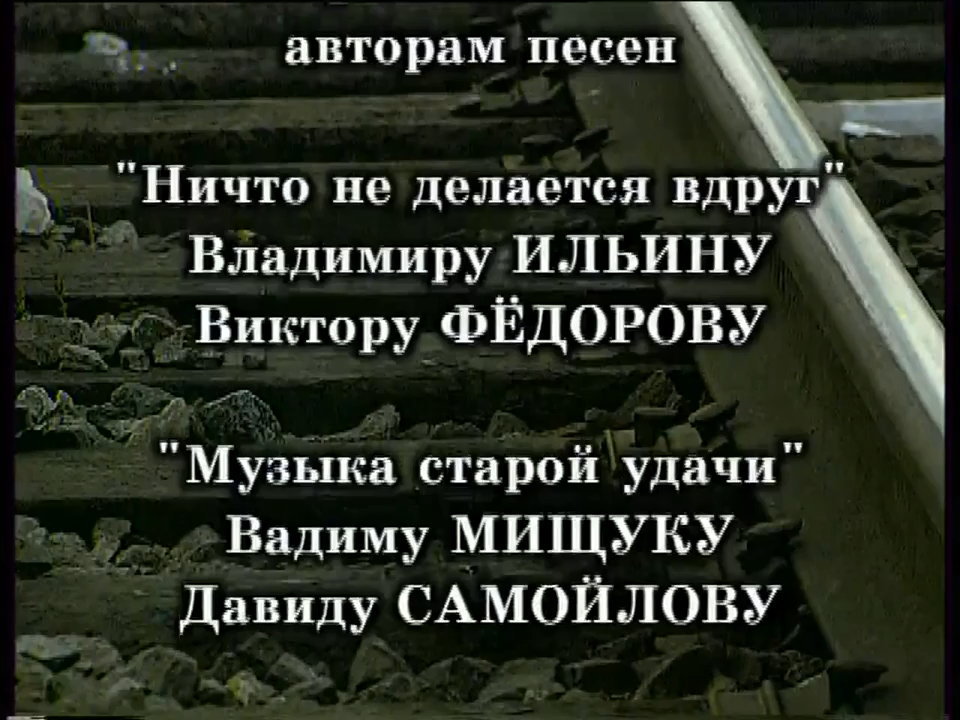 авторам песен
"Ничто не делается вдруг"
Владимиру ИЛЬИНУ
Виктору ФЁДОРОВУ
"Музыка старой удачи"
Вадиму МИЩУКУ
Давиду САМОЙЛОВУ